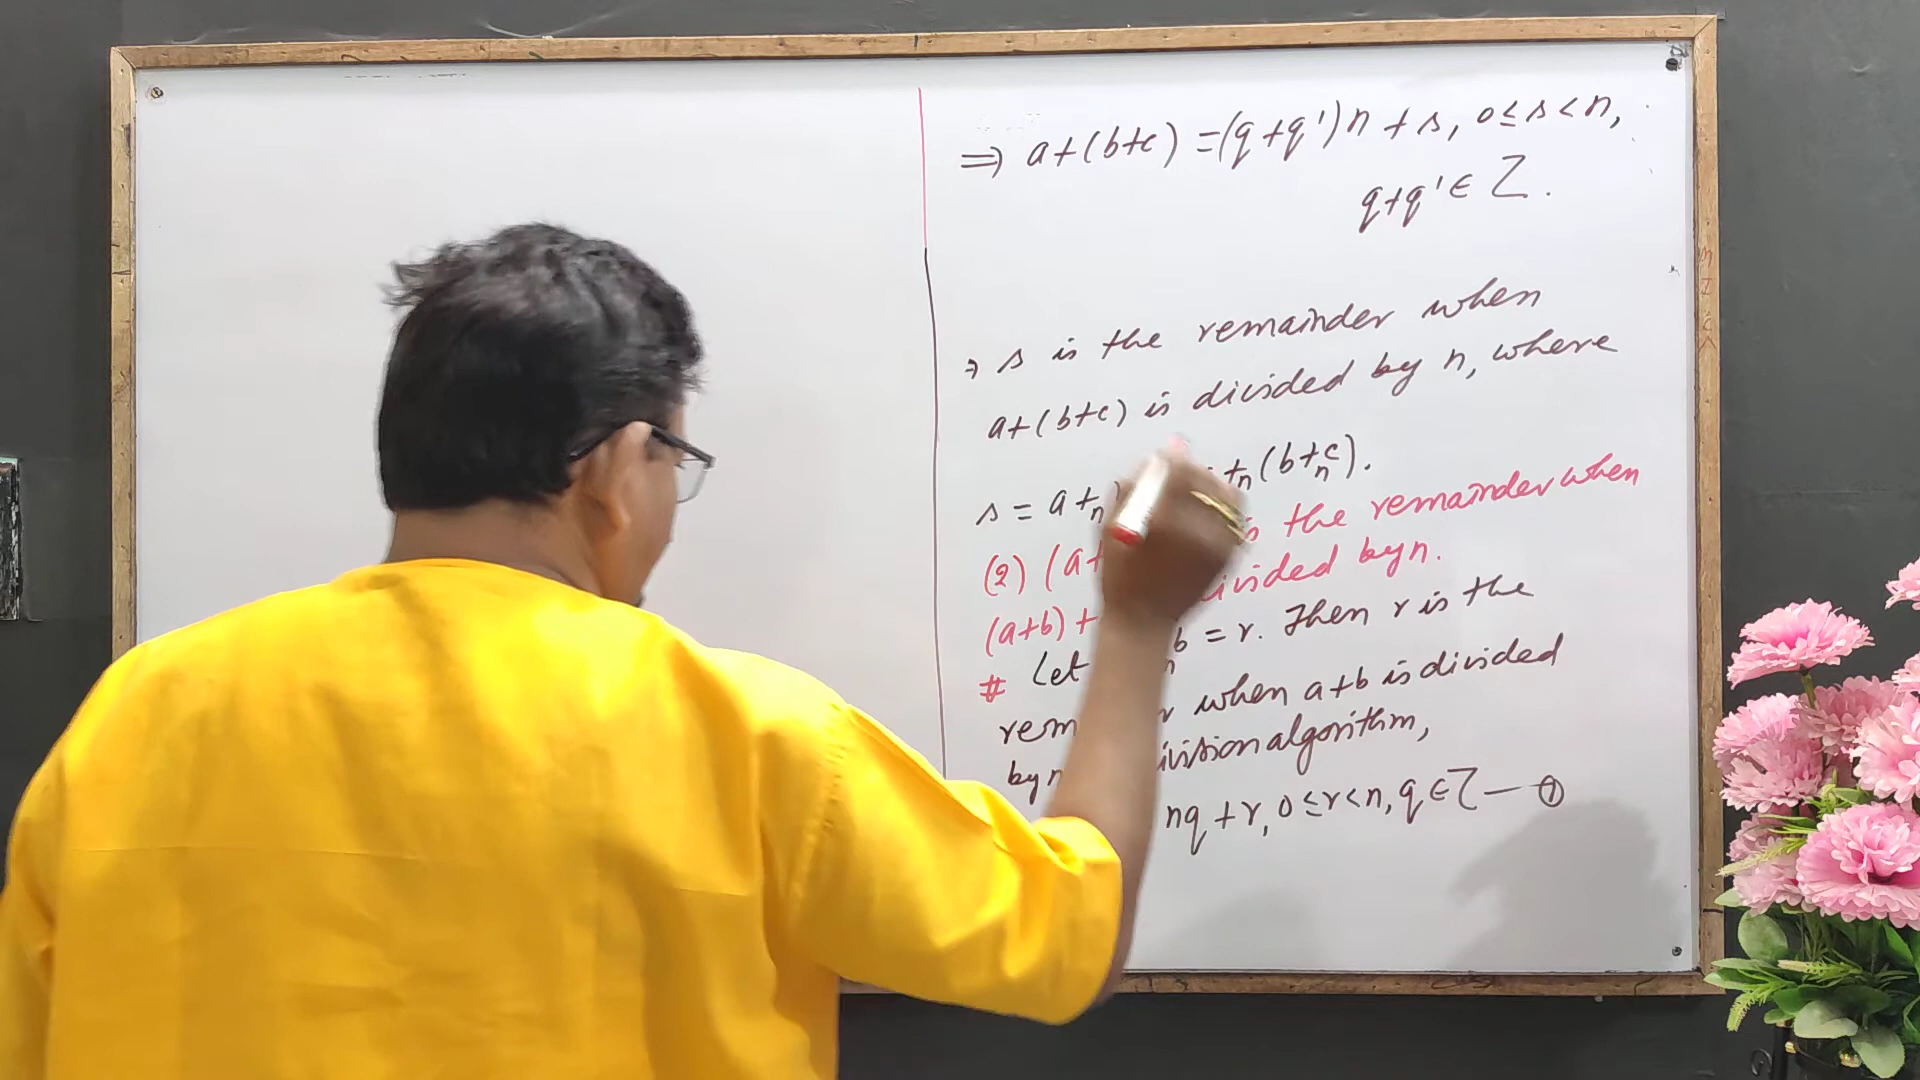 ⇒ a+(b+c) = (q+q')n + s, 0≤s<n,
q+q' ∈ Z.
⇒ s is the remainder when
a+(b+c) is divided by n, where
s = a +ₙ +ₙ (b +ₙ c).
(2) (a+ is the remainder when
(a+b) + divided by n.
# Let b = r. Then r is the
when a+b is divided
by n division algorithm,
nq + r, 0≤r<n, q ∈ Z — ①